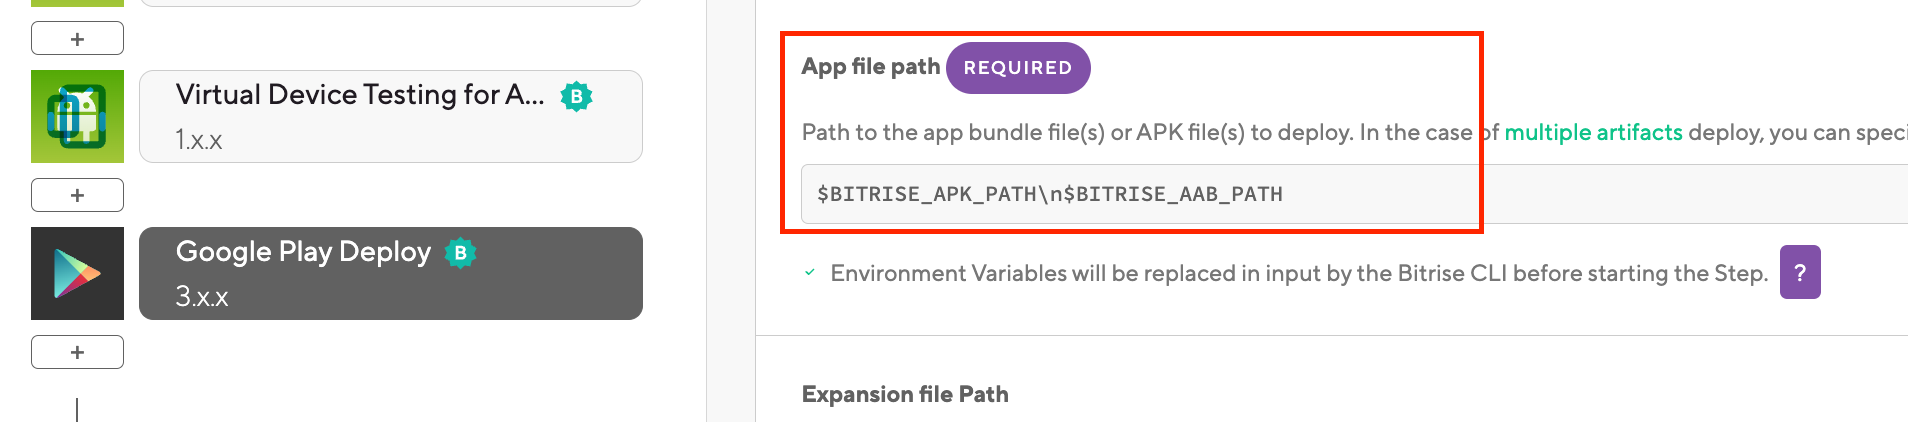 +
Virtual Device Testing for A... B
1.x.x
+
Google Play Deploy B
3.x.x
+
App file path REQUIRED
Path to the app bundle file(s) or APK file(s) to deploy. In the case of multiple artifacts deploy, you can speci
$BITRISE_APK_PATH\n$BITRISE_AAB_PATH
Environment Variables will be replaced in input by the Bitrise CLI before starting the Step. ?
Expansion file Path